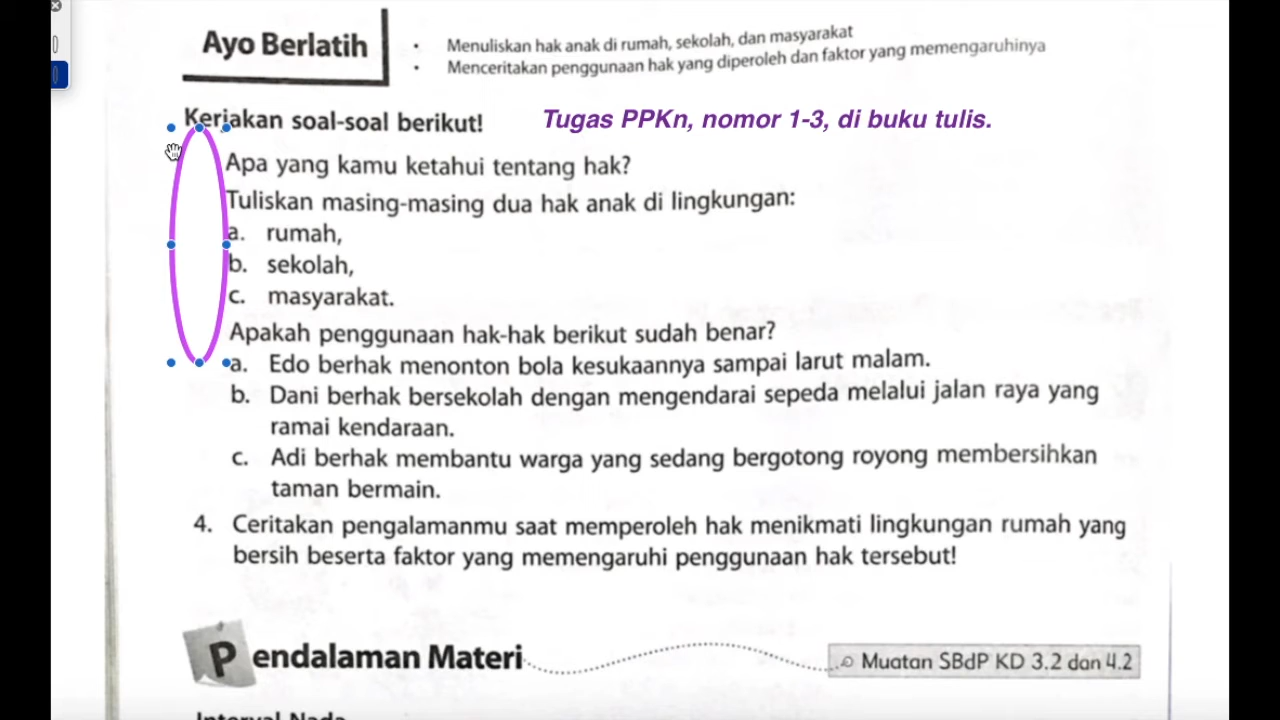 Ayo Berlatih
• Menuliskan hak anak di rumah, sekolah, dan masyarakat
• Menceritakan penggunaan hak yang diperoleh dan faktor yang memengaruhinya
Kerjakan soal-soal berikut!
Tugas PPKn, nomor 1-3, di buku tulis.
Apa yang kamu ketahui tentang hak?
Tuliskan masing-masing dua hak anak di lingkungan:
a. rumah,
b. sekolah,
c. masyarakat.
Apakah penggunaan hak-hak berikut sudah benar?
a. Edo berhak menonton bola kesukaannya sampai larut malam.
b. Dani berhak bersekolah dengan mengendarai sepeda melalui jalan raya yang
ramai kendaraan.
c. Adi berhak membantu warga yang sedang bergotong royong membersihkan
taman bermain.
4. Ceritakan pengalamanmu saat memperoleh hak menikmati lingkungan rumah yang
bersih beserta faktor yang memengaruhi penggunaan hak tersebut!
Pendalaman Materi
Muatan SBdP KD 3.2 dan 4.2
Interval Nada